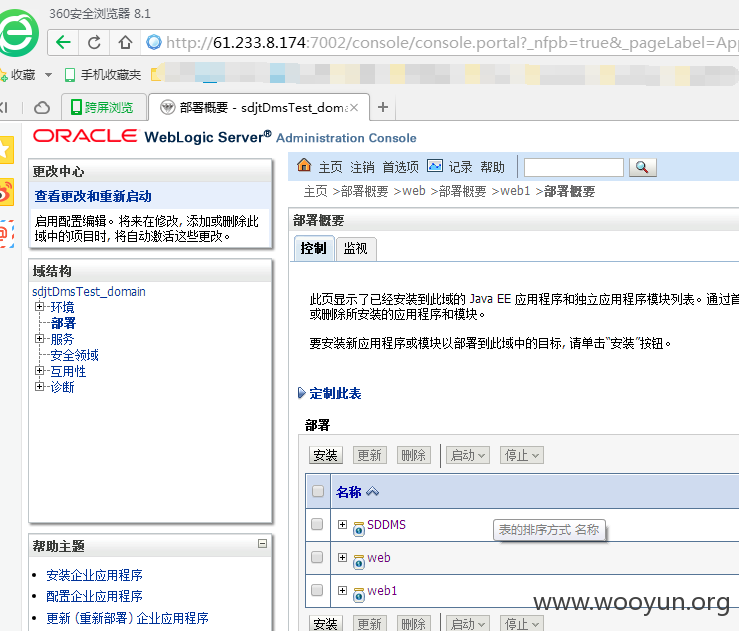 360安全浏览器 8.1
http://61.233.8.174:7002/console/console.portal?_nfpb=true&_pageLabel=App
收藏 手机收藏夹
跨屏浏览 部署概要 - sdjtDmsTest_doma
ORACLE WebLogic Server® Administration Console
更改中心
查看更改和重新启动
启用配置编辑。将来在修改, 添加或删除此
域中的项目时, 将自动激活这些更改。
域结构
sdjtDmsTest_domain
环境
部署
服务
安全领域
互用性
诊断
帮助主题
安装企业应用程序
配置企业应用程序
更新 (重新部署) 企业应用程序
主页 注销 首选项 记录 帮助
主页 >部署概要 >web >部署概要 >web1 >部署概要
部署概要
控制 监视
此页显示了已经安装到此域的 Java EE 应用程序和独立应用程序模块列表。通过首
或删除所安装的应用程序和模块。
要安装新应用程序或模块以部署到此域中的目标, 请单击“安装”按钮。
定制此表
部署
安装 更新 删除 启动 停止
名称
SDDMS
表的排序方式 名称
web
web1
安装 更新 删除 启动 停止
www.wooyun.org